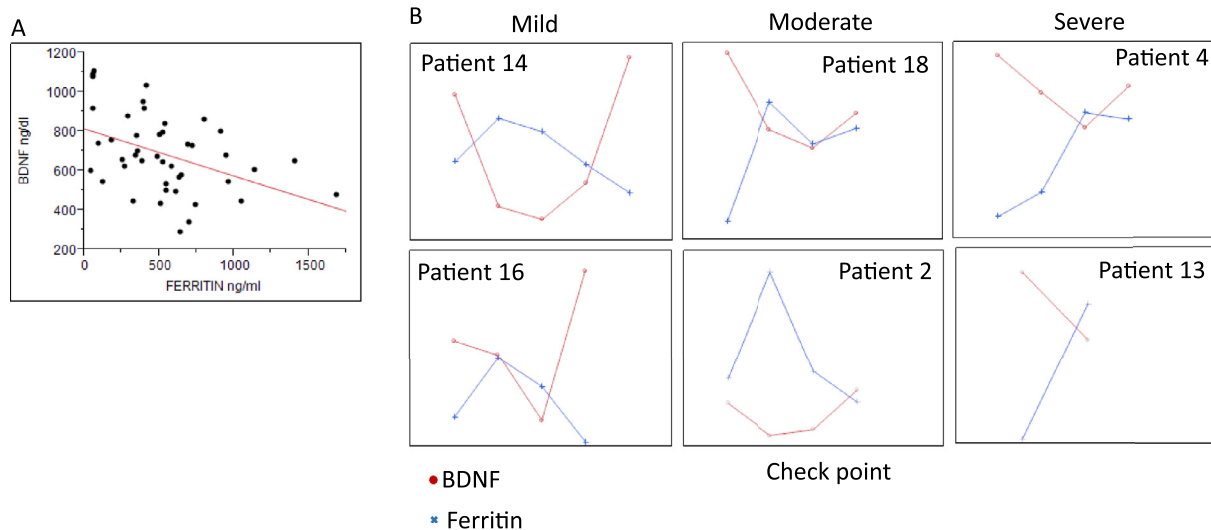 A
BDNF ng/dl
1200
1000
800
600
400
200
0
500
1000
1500
FERRITIN ng/ml
B
Mild
Moderate
Severe
Patient 14
Patient 18
Patient 4
Patient 16
Patient 2
Patient 13
Check point
BDNF
Ferritin